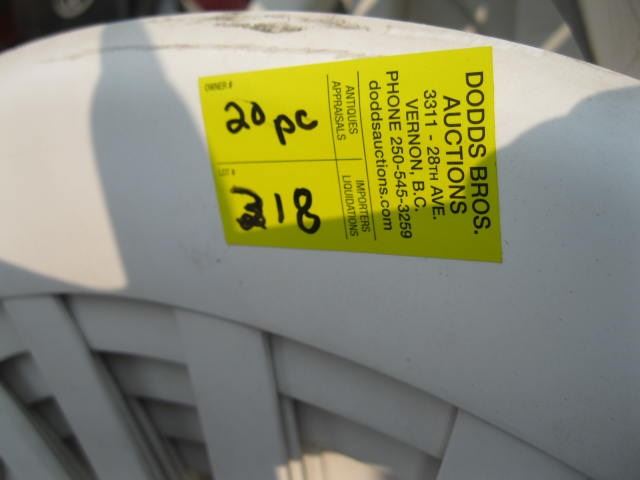 DODDS BROS.
AUCTIONS
3311 - 28TH AVE.
VERNON, B.C.
PHONE 250-545-3259
doddsauctions.com
ANTIQUES
APPRAISALS
IMPORTERS
LIQUIDATIONS
OWNER #
20 pc
LOT #